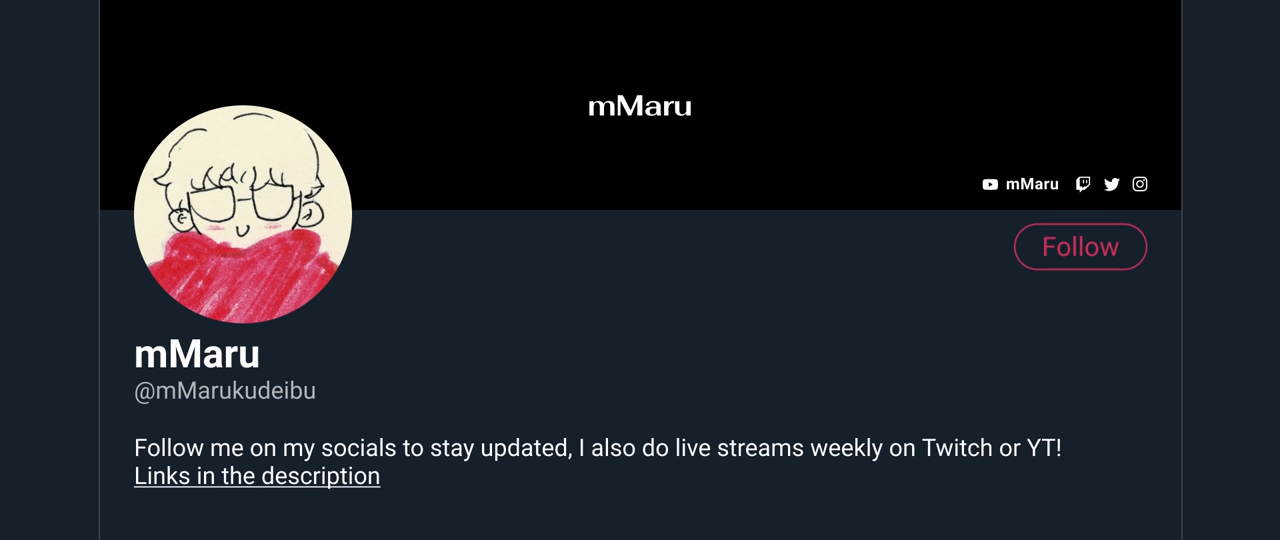 mMaru
mMaru
Follow
mMaru
@mMarukudeibu
Follow me on my socials to stay updated, I also do live streams weekly on Twitch or YT!
Links in the description